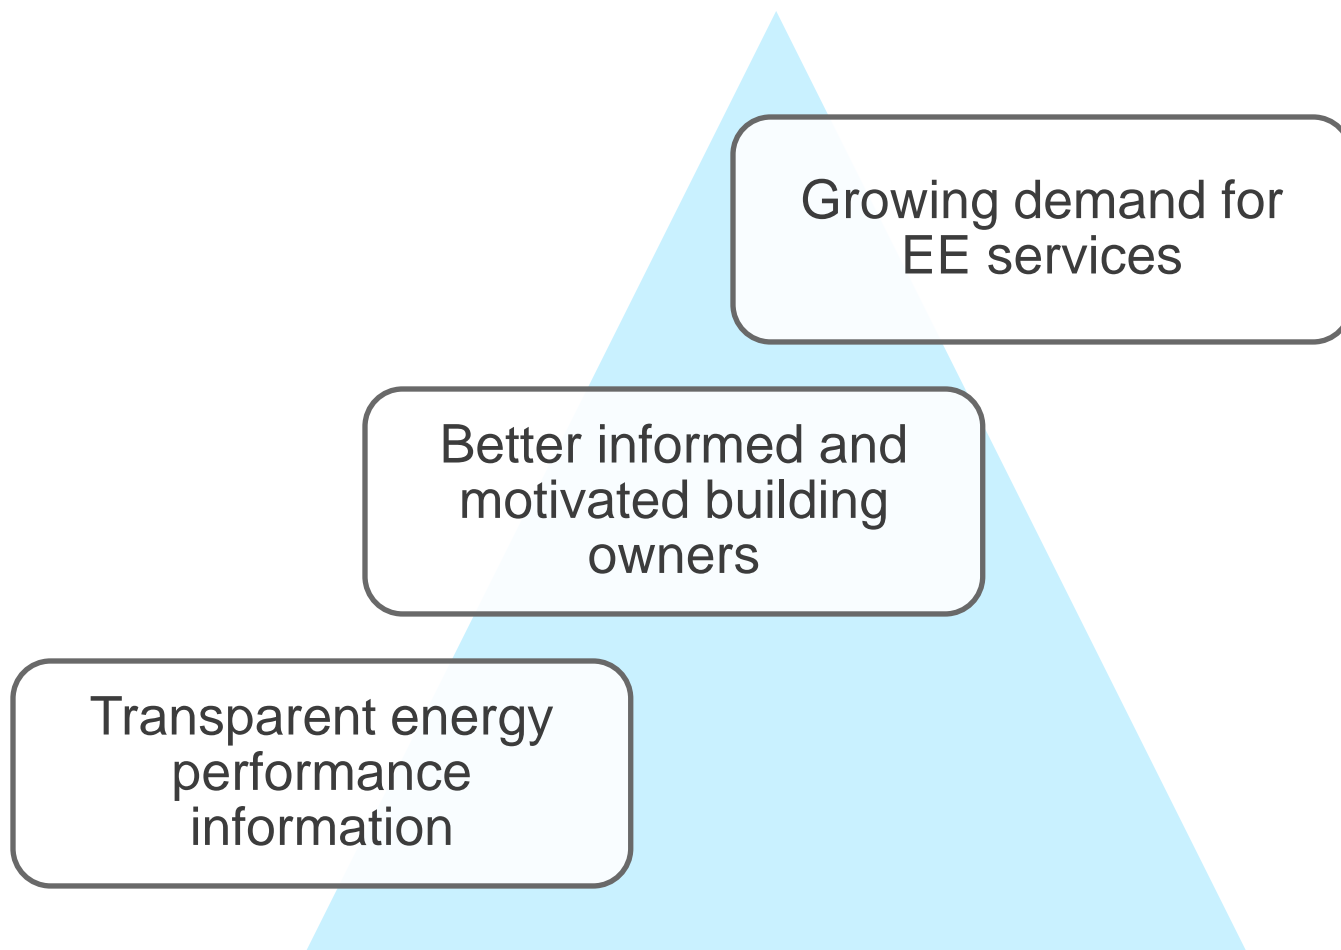 Growing demand for
EE services
Better informed and
motivated building
owners
Transparent energy
performance
information